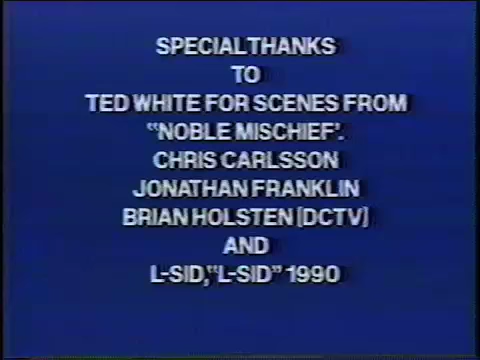 SPECIAL THANKS
TO
TED WHITE FOR SCENES FROM
"NOBLE MISCHIEF'.
CHRIS CARLSSON
JONATHAN FRANKLIN
BRIAN HOLSTEN (DCTV)
AND
L-SID,"L-SID" 1990